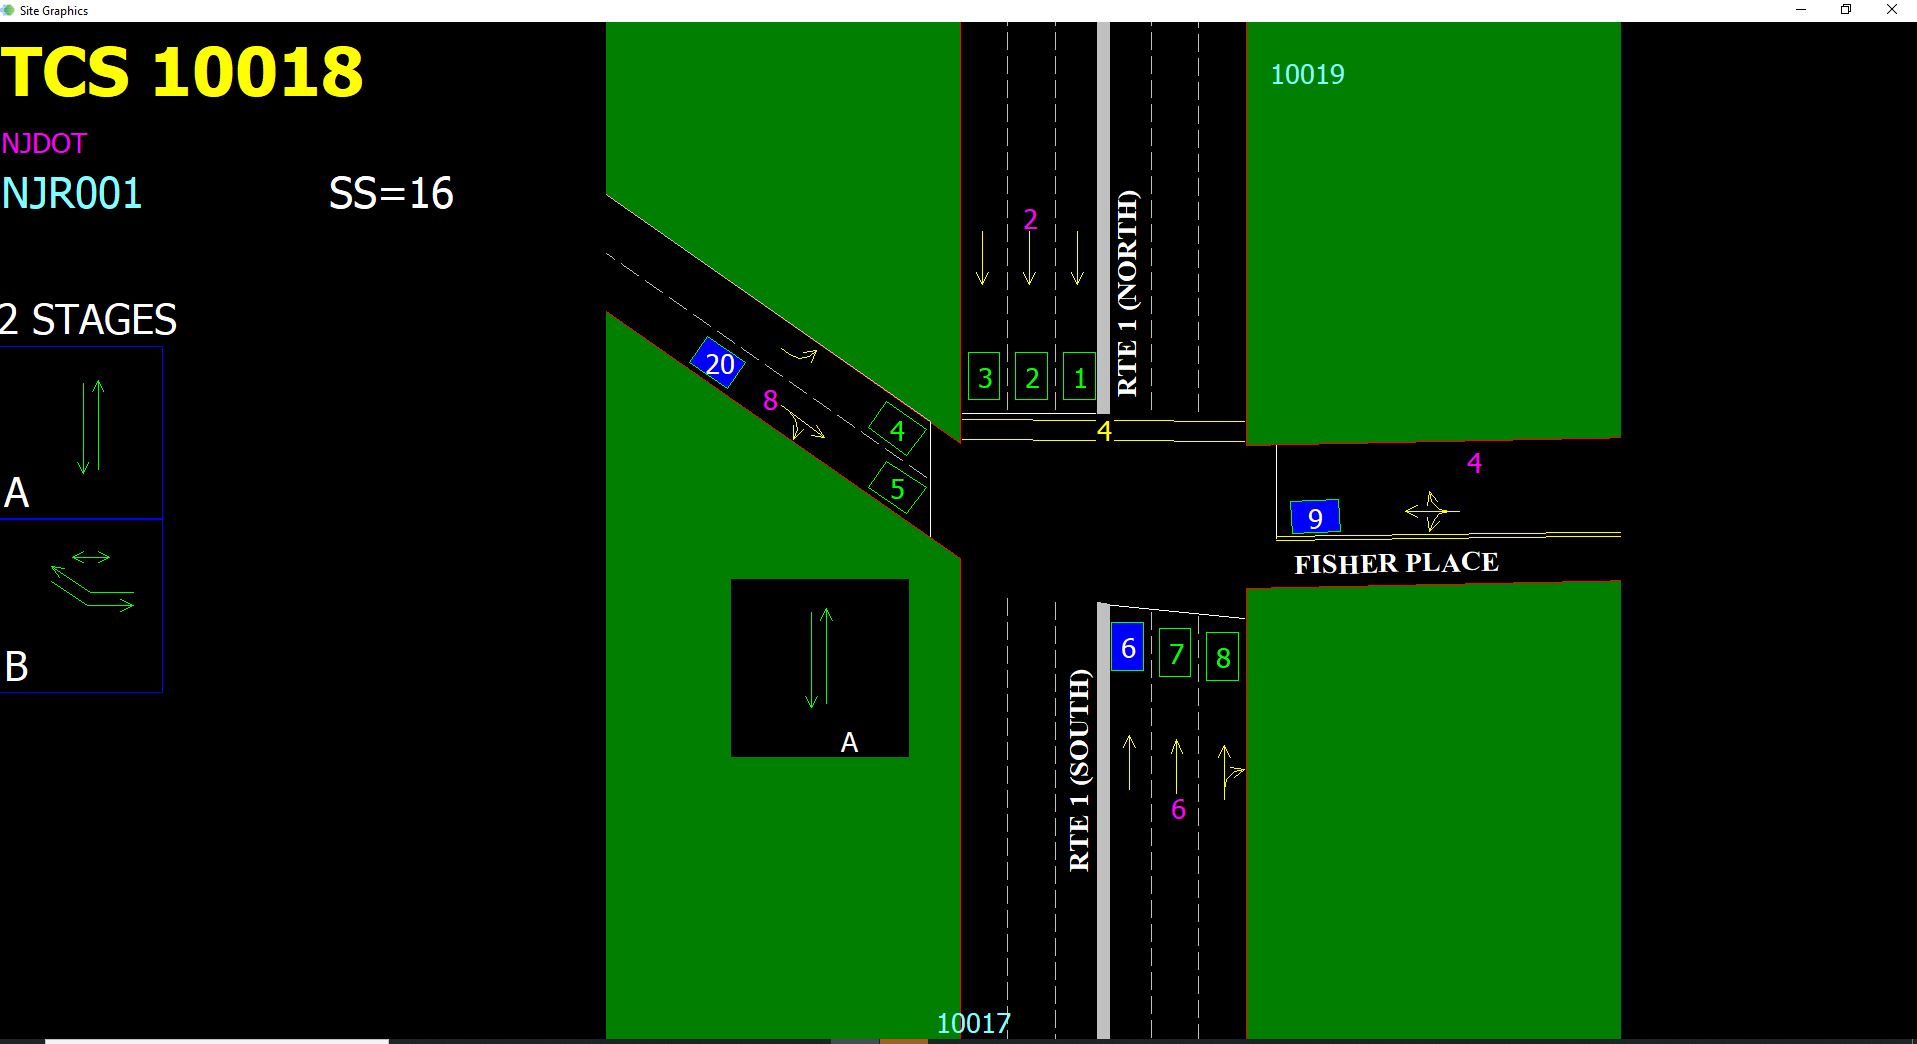 Site Graphics
TCS 10018
NJDOT
NJR001
SS=16
2 STAGES
A
B
10019
2
RTE 1 (NORTH)
3
2
1
20
8
4
5
4
4
9
FISHER PLACE
A
6
7
8
RTE 1 (SOUTH)
6
10017